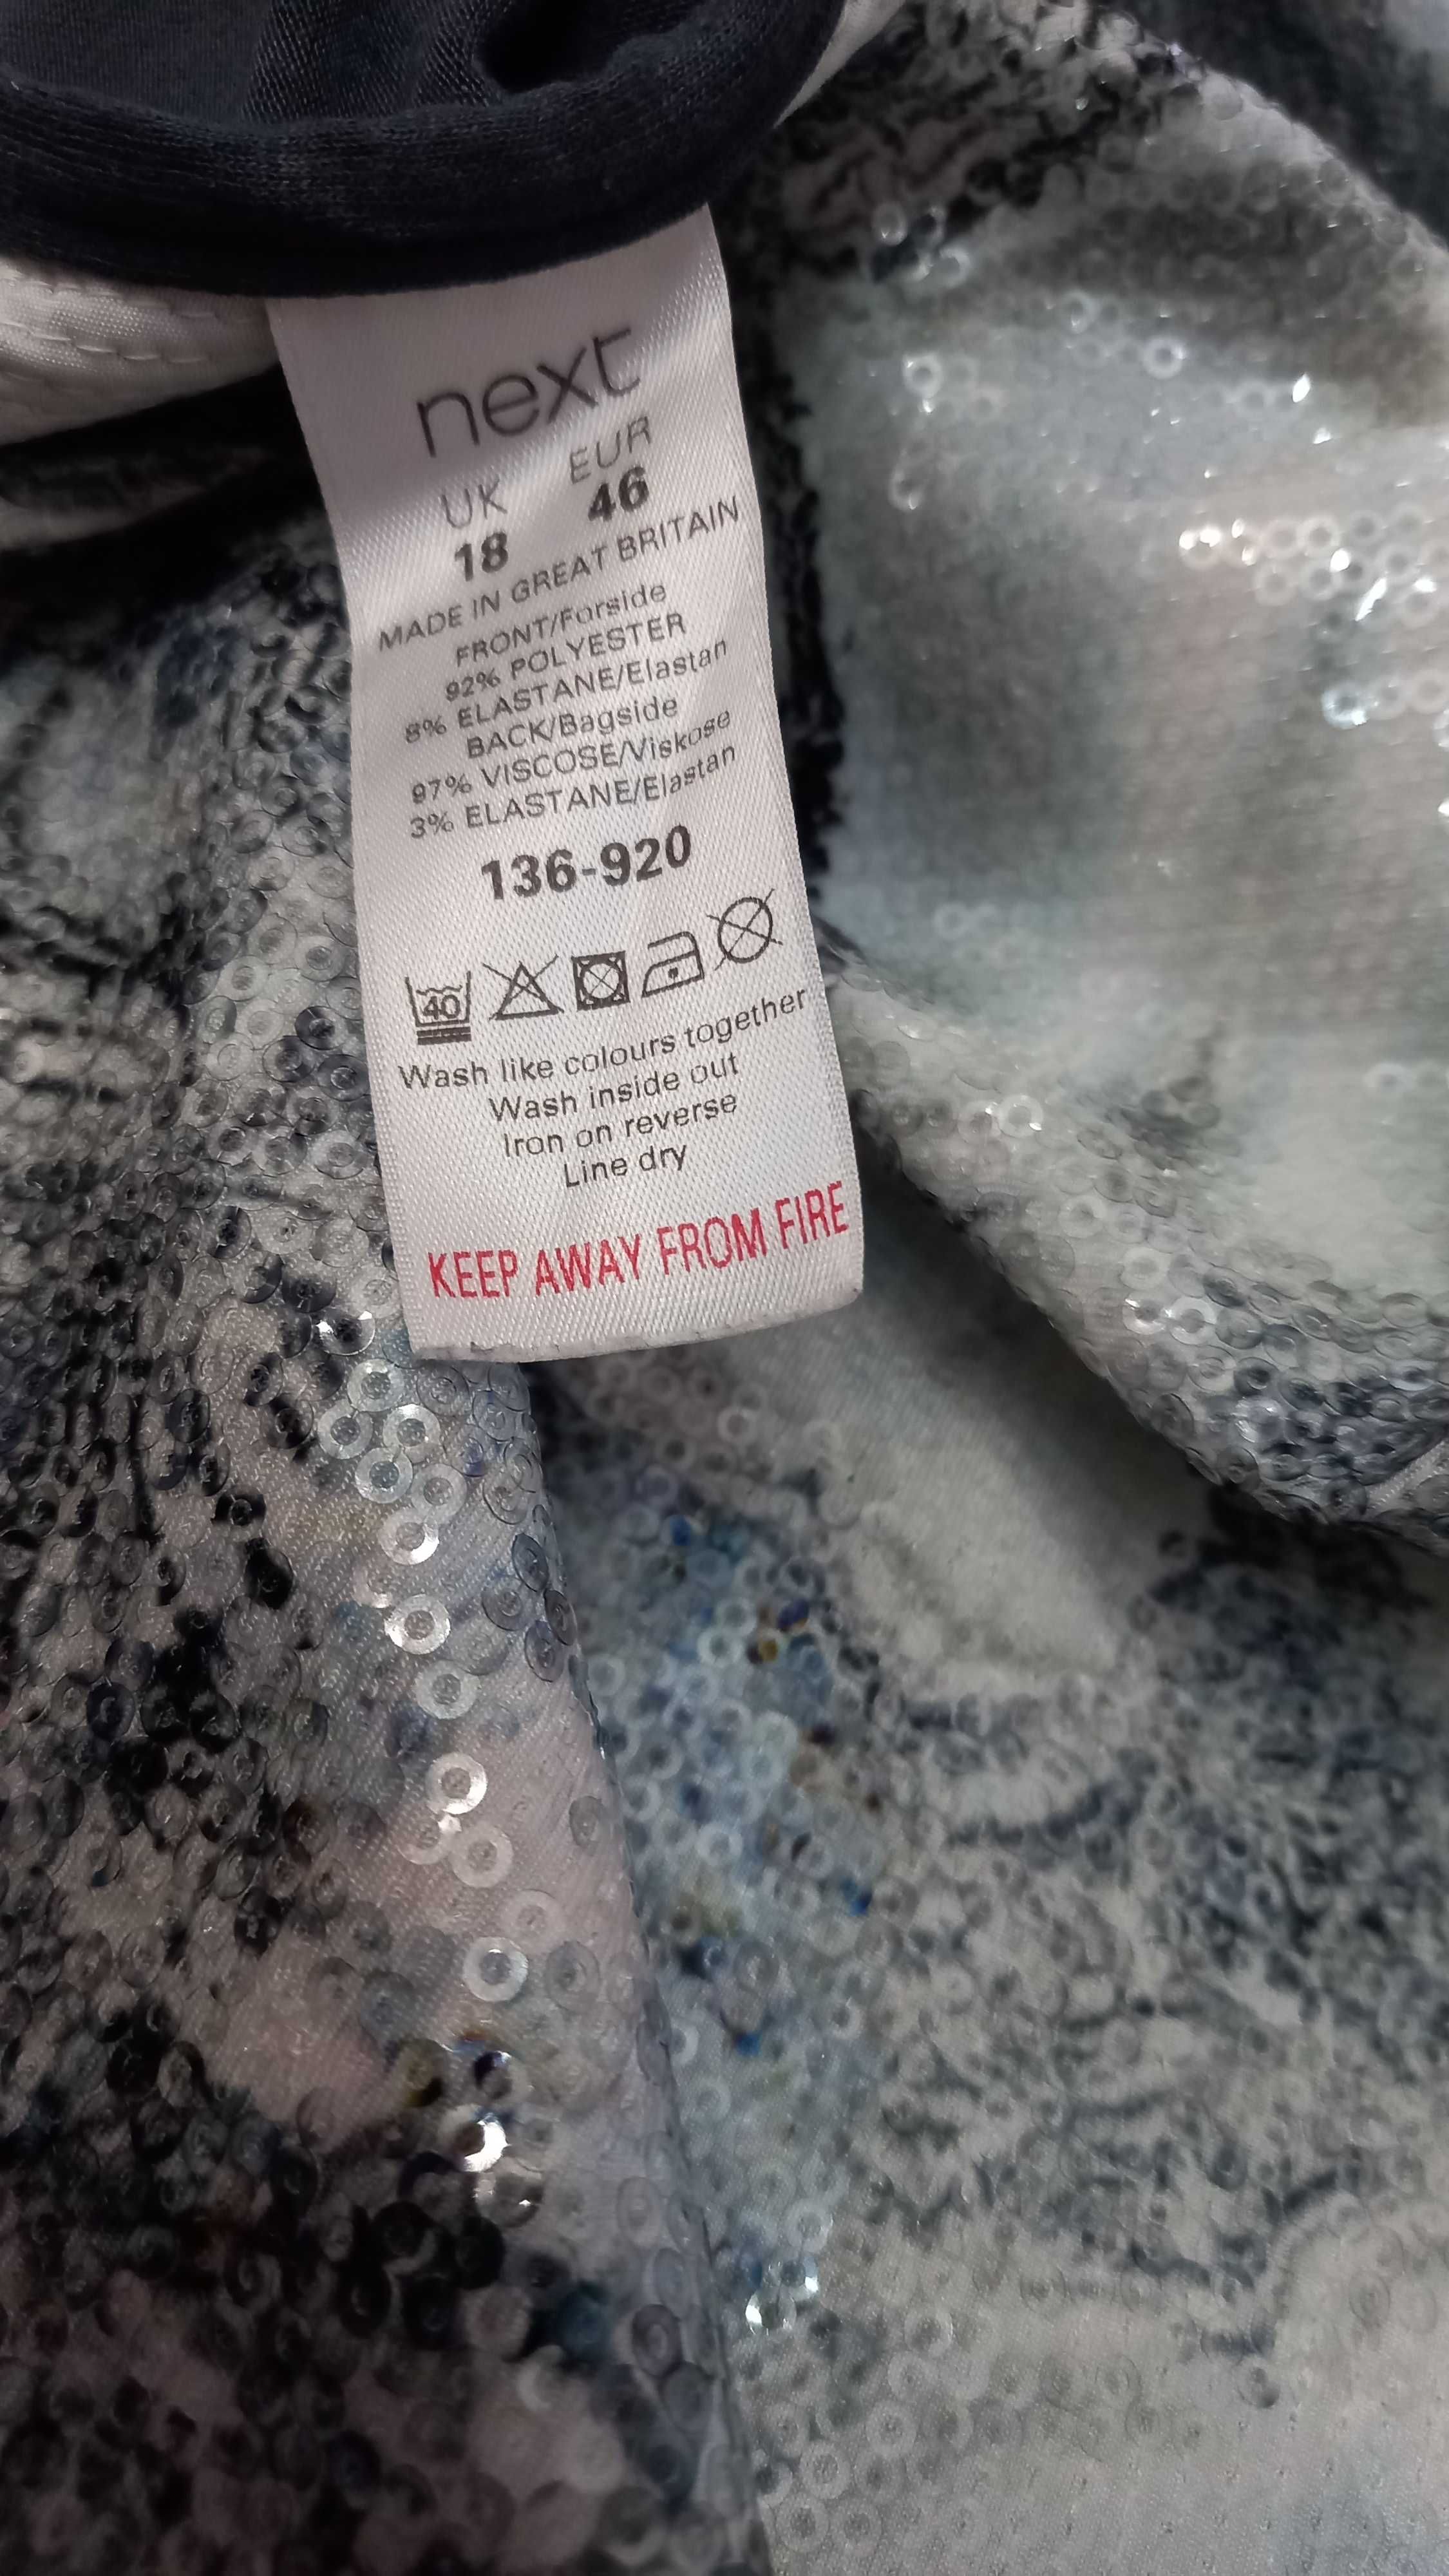 next
UK EUR
18 46
MADE IN GREAT BRITAIN
FRONT/Forside
92% POLYESTER
8% ELASTANE/Elastan
BACK/Bagside
97% VISCOSE/Viskose
3% ELASTANE/Elastan
136-920
40
Wash like colours together
Wash inside out
Iron on reverse
Line dry
KEEP AWAY FROM FIRE